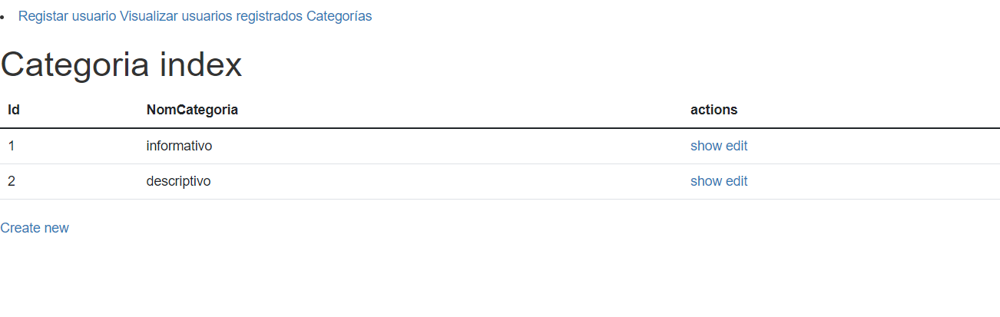 Registar usuario Visualizar usuarios registrados Categorías
Categoria index
Id NomCategoria actions
1 informativo show edit
2 descriptivo show edit
Create new